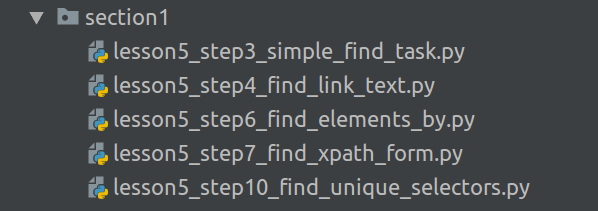 section1
lesson5_step3_simple_find_task.py
lesson5_step4_find_link_text.py
lesson5_step6_find_elements_by.py
lesson5_step7_find_xpath_form.py
lesson5_step10_find_unique_selectors.py